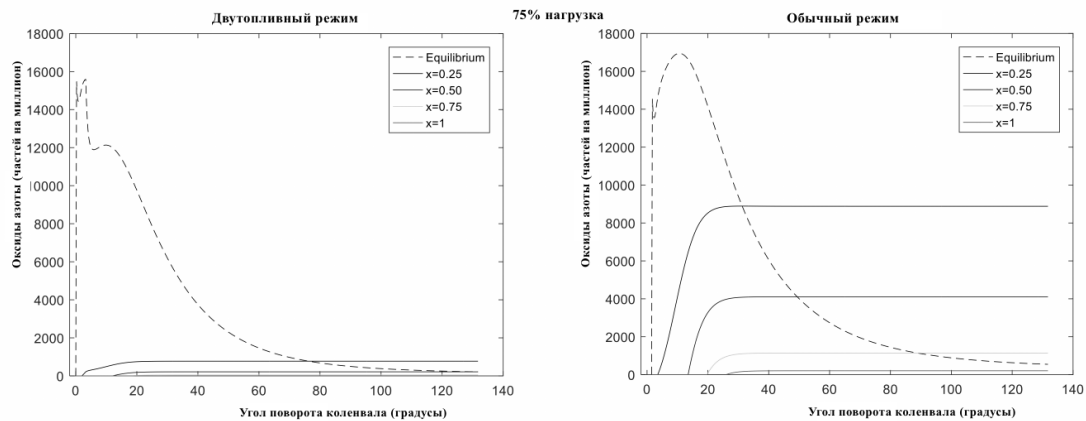 Двутопливный режим
75% нагрузка
Обычный режим
Оксиды азоты (частей на миллион)
18000
16000
14000
12000
10000
8000
6000
4000
2000
0
Equilibrium
x=0.25
x=0.50
x=0.75
x=1
0 20 40 60 80 100 120 140
Угол поворота коленвала (градусы)
Оксиды азоты (частей на миллион)
18000
16000
14000
12000
10000
8000
6000
4000
2000
0
Equilibrium
x=0.25
x=0.50
x=0.75
x=1
0 20 40 60 80 100 120 140
Угол поворота коленвала (градусы)